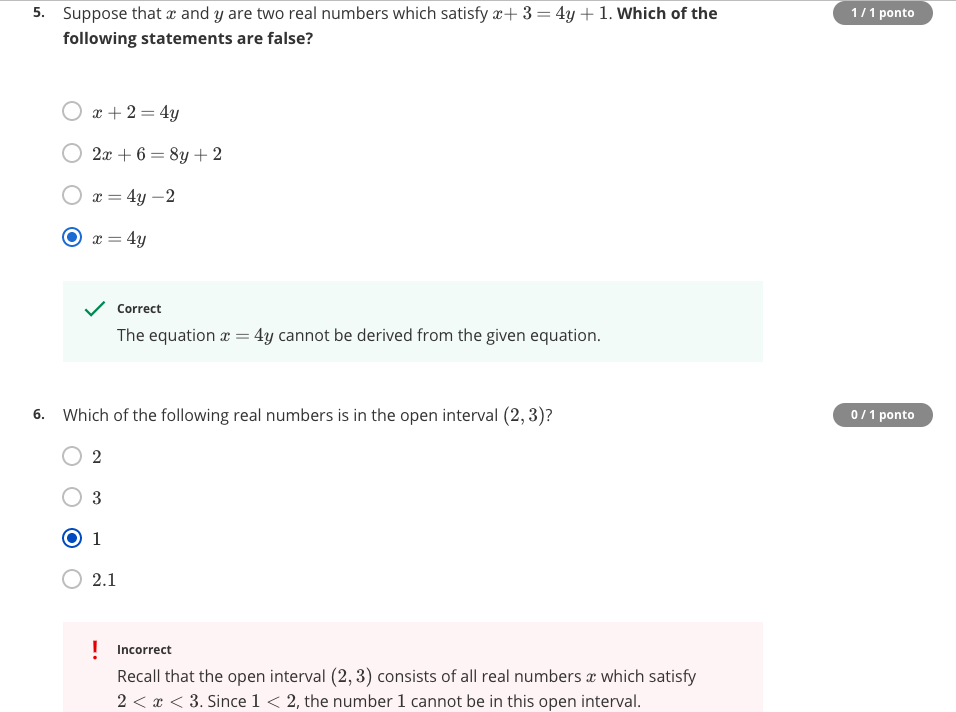 5. Suppose that x and y are two real numbers which satisfy x+ 3 = 4y + 1. Which of the
1 / 1 ponto
following statements are false?
x + 2 = 4y
2x + 6 = 8y + 2
x = 4y −2
x = 4y
Correct
The equation x = 4y cannot be derived from the given equation.
6. Which of the following real numbers is in the open interval (2, 3)?
0 / 1 ponto
2
3
1
2.1
! Incorrect
Recall that the open interval (2, 3) consists of all real numbers x which satisfy
2 < x < 3. Since 1 < 2, the number 1 cannot be in this open interval.